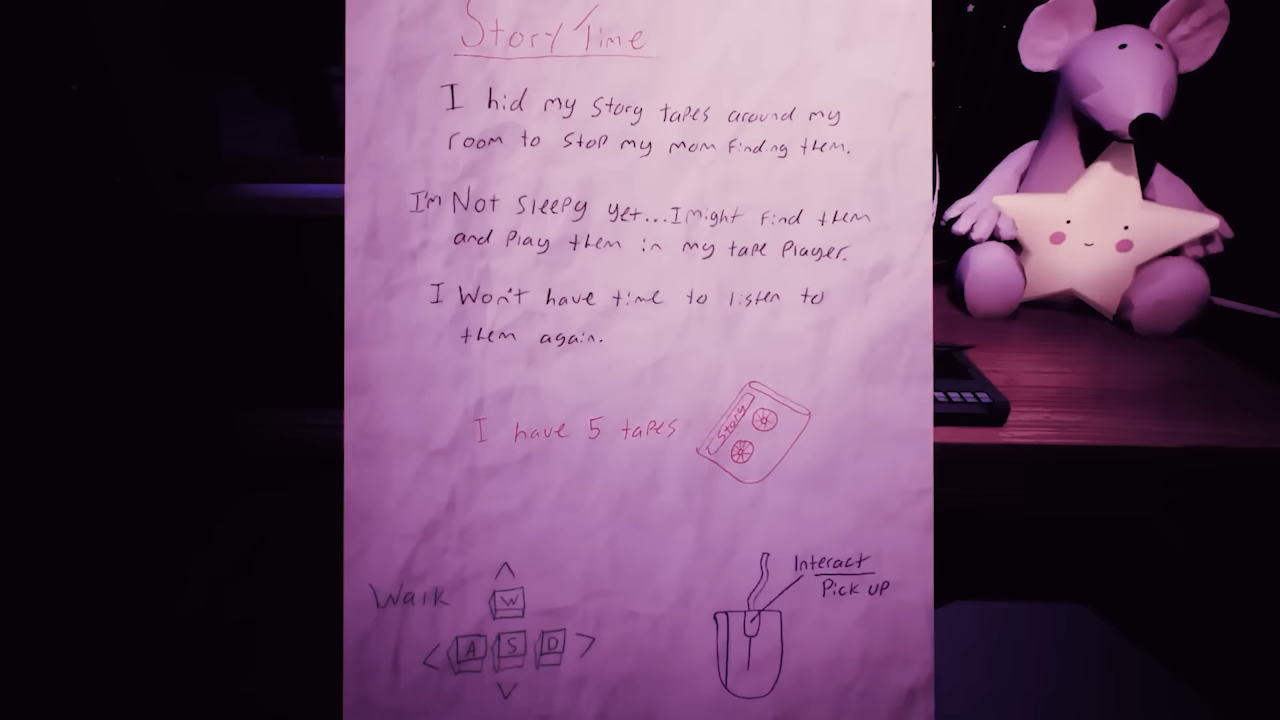 Story Time
I hid my story tapes around my
room to stop my mom finding them.
I'm Not sleepy yet...I might find them
and play them in my tape player.
I Won't have time to listen to
them again.
I have 5 tapes
Story
Walk
^
W
< A S D >
v
Interact
Pick up